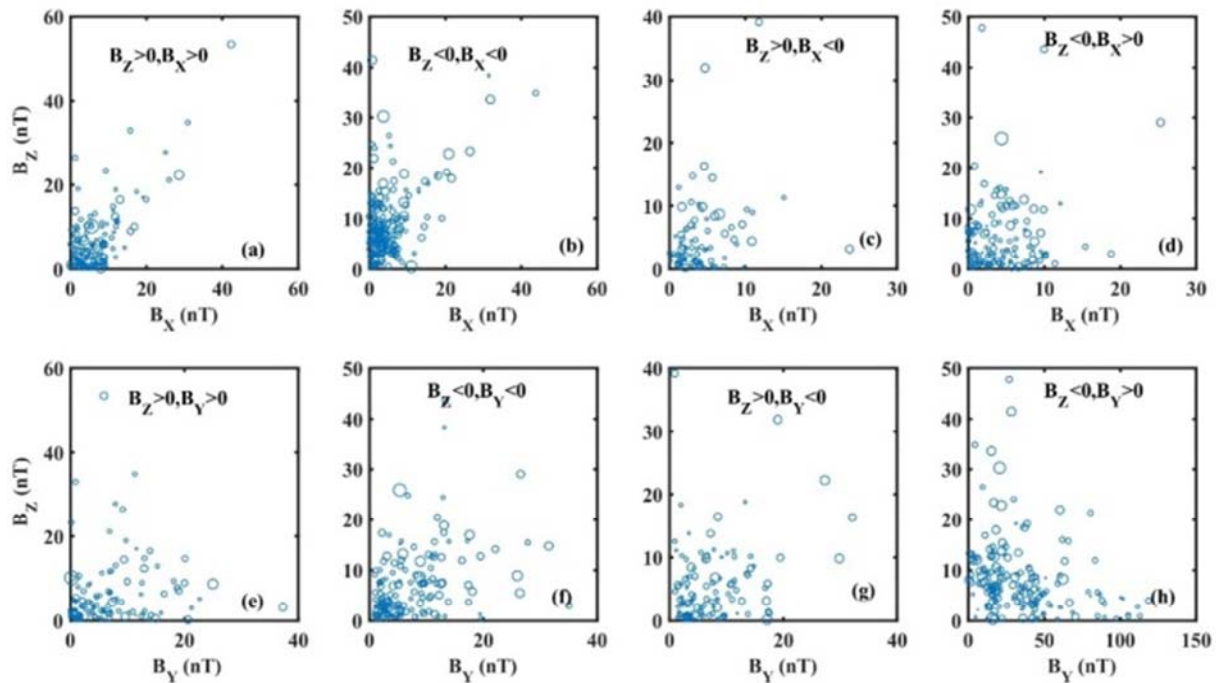 60
50
40
50
B_Z>0,B_X>0
B_Z<0,B_X<0
B_Z>0,B_X<0
B_Z<0,B_X>0
40
30
40
40
30
30
B_Z (nT)
20
20
20
20
10
10
10
(a)
(b)
(c)
(d)
0
0
0
0
0 20 40 60
0 20 40 60
0 10 20 30
0 10 20 30
B_X (nT)
B_X (nT)
B_X (nT)
B_X (nT)
60
50
40
50
B_Z>0,B_Y>0
B_Z<0,B_Y<0
B_Z>0,B_Y<0
B_Z<0,B_Y>0
40
30
40
40
30
30
B_Z (nT)
20
20
20
20
10
10
10
(e)
(f)
(g)
(h)
0
0
0
0
0 20 40
0 20 40
0 20 40
0 50 100 150
B_Y (nT)
B_Y (nT)
B_Y (nT)
B_Y (nT)